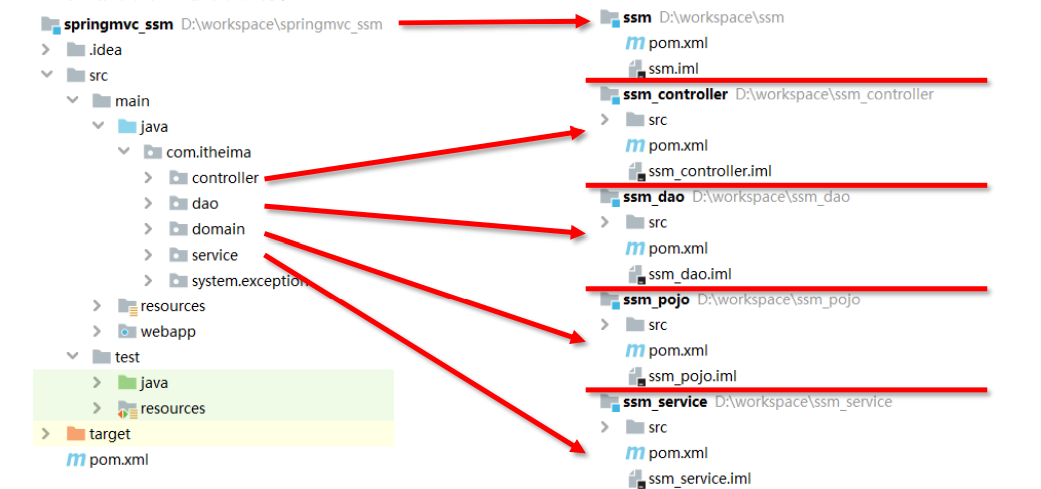 springmvc_ssm D:\workspace\springmvc_ssm
.idea
src
main
java
com.itheima
controller
dao
domain
service
system.exception
resources
webapp
test
java
resources
target
pom.xml
ssm D:\workspace\ssm
pom.xml
ssm.iml
ssm_controller D:\workspace\ssm_controller
src
pom.xml
ssm_controller.iml
ssm_dao D:\workspace\ssm_dao
src
pom.xml
ssm_dao.iml
ssm_pojo D:\workspace\ssm_pojo
src
pom.xml
ssm_pojo.iml
ssm_service D:\workspace\ssm_service
src
pom.xml
ssm_service.iml